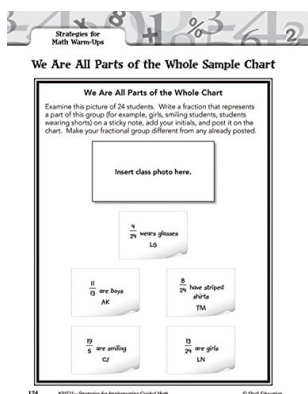 Strategies for
Math Warm-Ups
We Are All Parts of the Whole Sample Chart
We Are All Parts of the Whole Chart
Examine this picture of 24 students. Write a fraction that represents
a part of this group (for example, girls, smiling students, students
wearing shorts) on a sticky note, add your initials, and post it on the
chart. Make your fractional group different from any already posted.
Insert class photo here.
4/24 wears glasses
LS
11/13 are boys
AK
8/24 have striped
shirts
TM
19/5 are smiling
CJ
13/24 are girls
LN
124
Strategies for Implementing Guided Math
© Shell Education